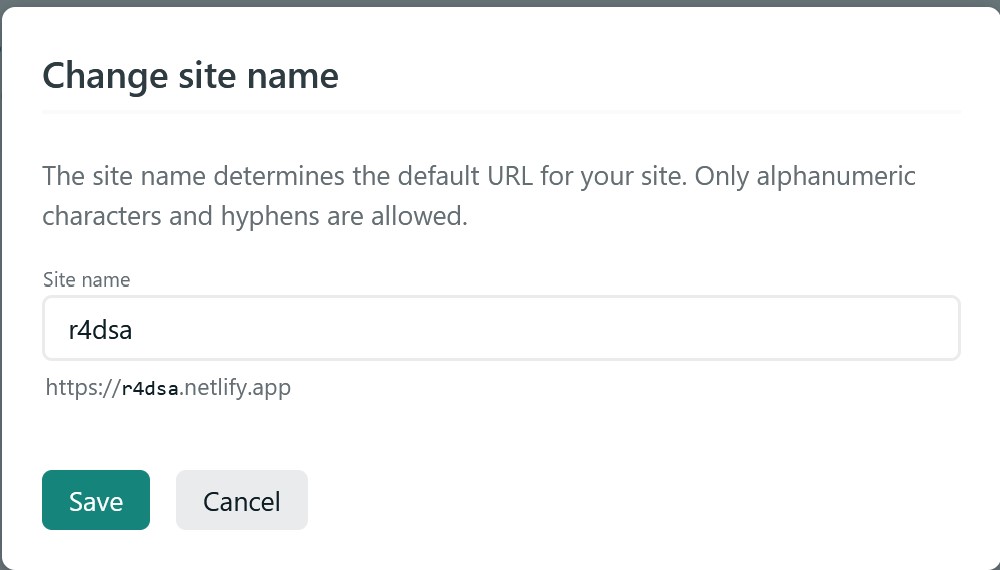 Change site name
The site name determines the default URL for your site. Only alphanumeric
characters and hyphens are allowed.
Site name
r4dsa
https://r4dsa.netlify.app
Save Cancel